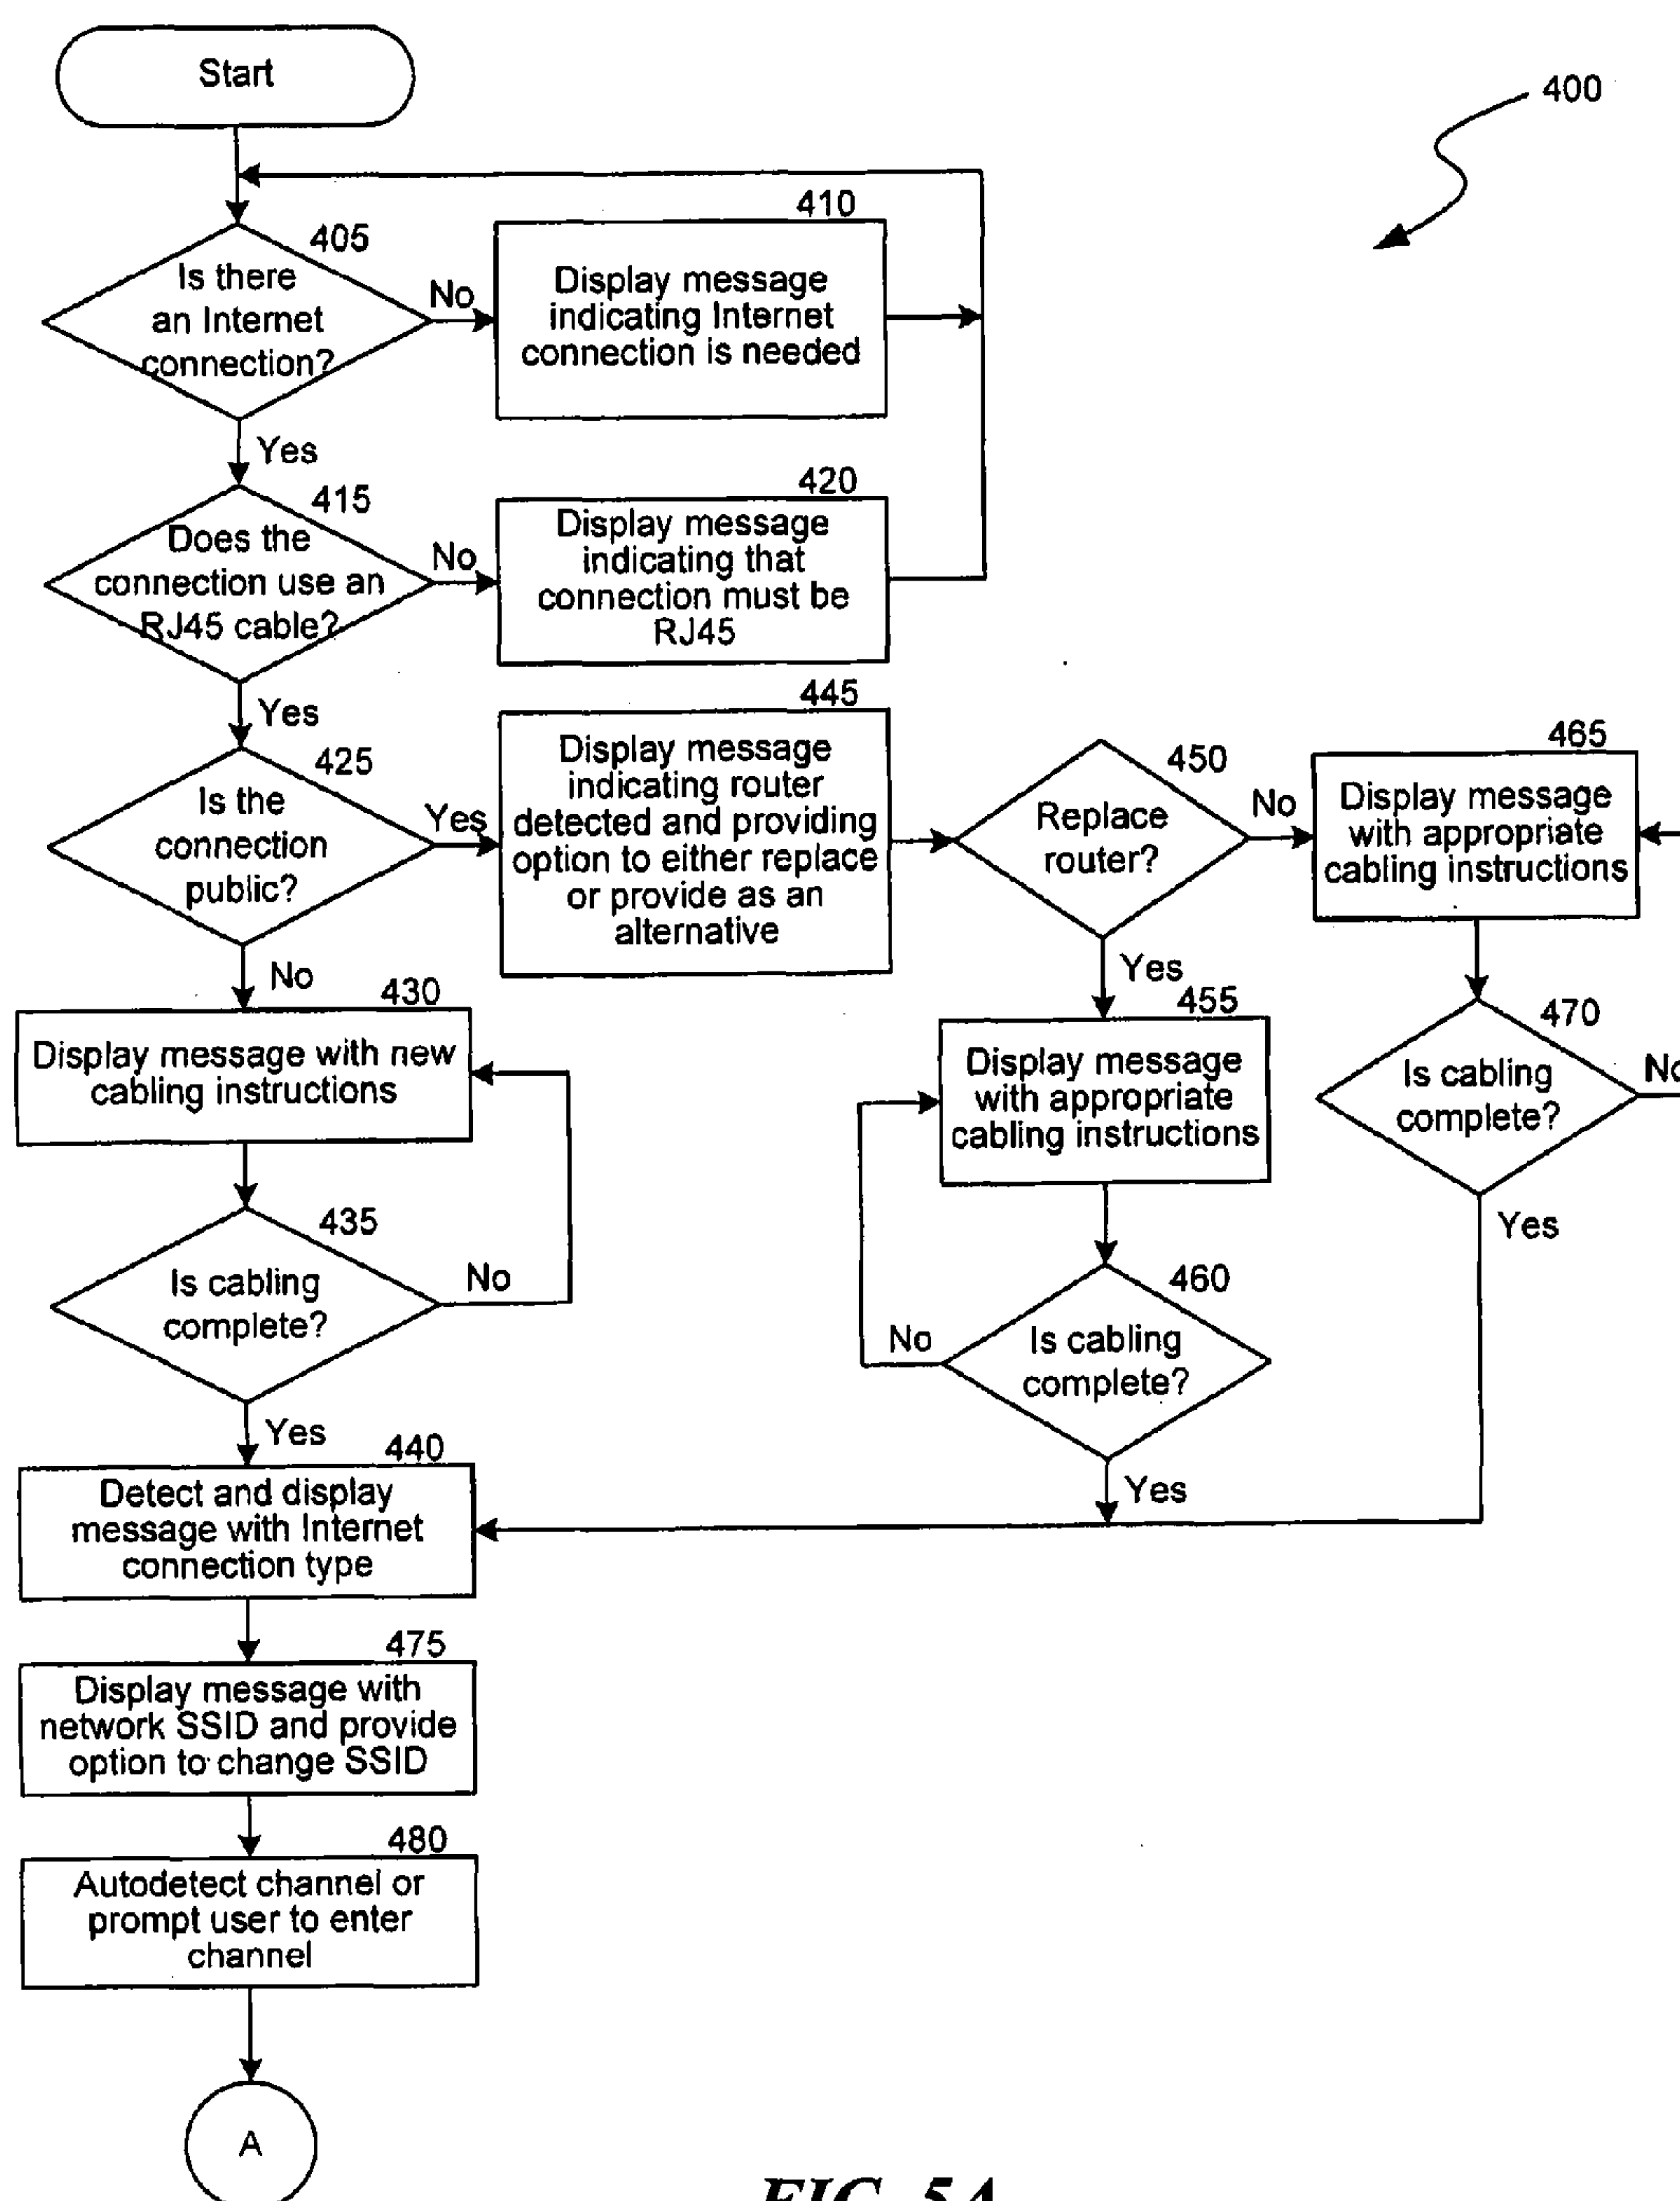 Start
400
405
Is there
an Internet
connection?
No
410
Display message
indicating Internet
connection is needed
Yes
415
Does the
connection use an
RJ45 cable?
No
420
Display message
indicating that
connection must be
RJ45
Yes
425
Is the
connection
public?
Yes
445
Display message
indicating router
detected and providing
option to either replace
or provide as an
alternative
450
Replace
router?
No
465
Display message
with appropriate
cabling instructions
No
430
Display message with new
cabling instructions
Yes
455
Display message
with appropriate
cabling instructions
470
Is cabling
complete?
No
Yes
435
Is cabling
complete?
No
460
Is cabling
complete?
No
Yes
Yes
440
Detect and display
message with Internet
connection type
475
Display message with
network SSID and provide
option to change SSID
480
Autodetect channel or
prompt user to enter
channel
A
FIG. 5A